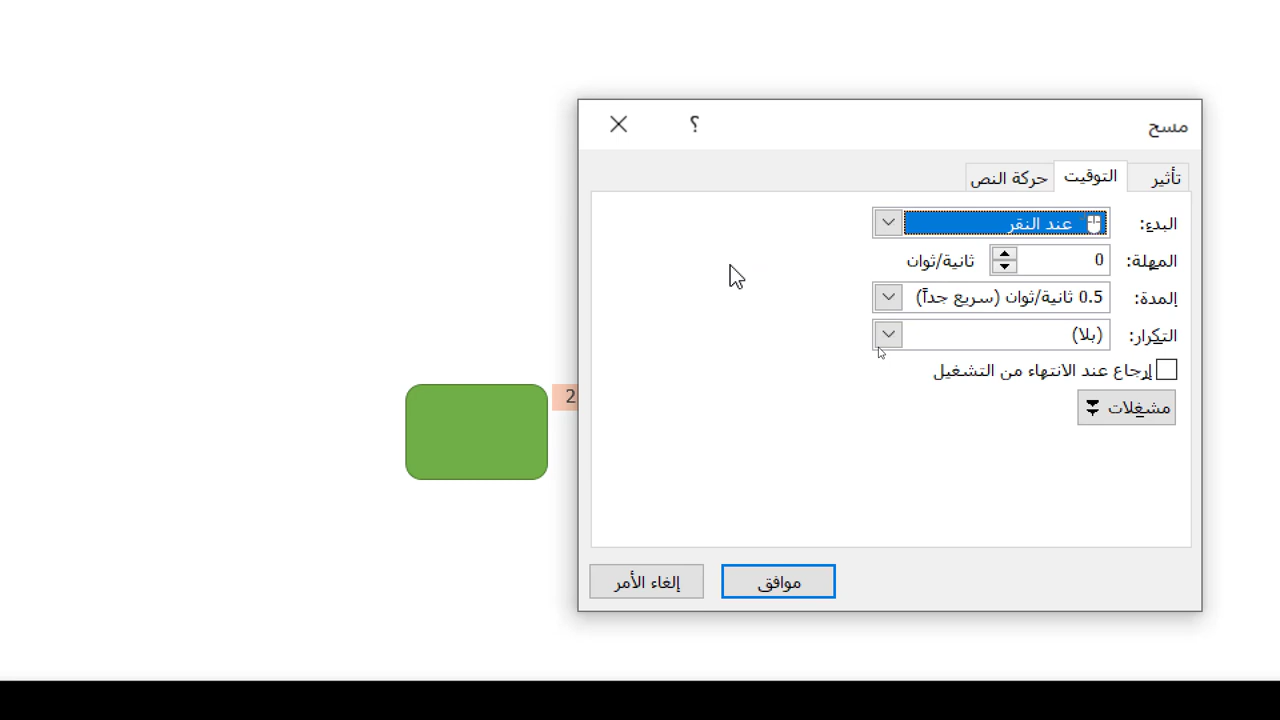 مسح
؟
تأثير التوقيت حركة النص
البدء: عند النقر
المهلة: 0 ثانية/ثوان
المدة: 0.5 ثانية/ثوان (سريع جداً)
التكرار: (بلا)
إرجاع عند الانتهاء من التشغيل
مشغلات
2
موافق إلغاء الأمر